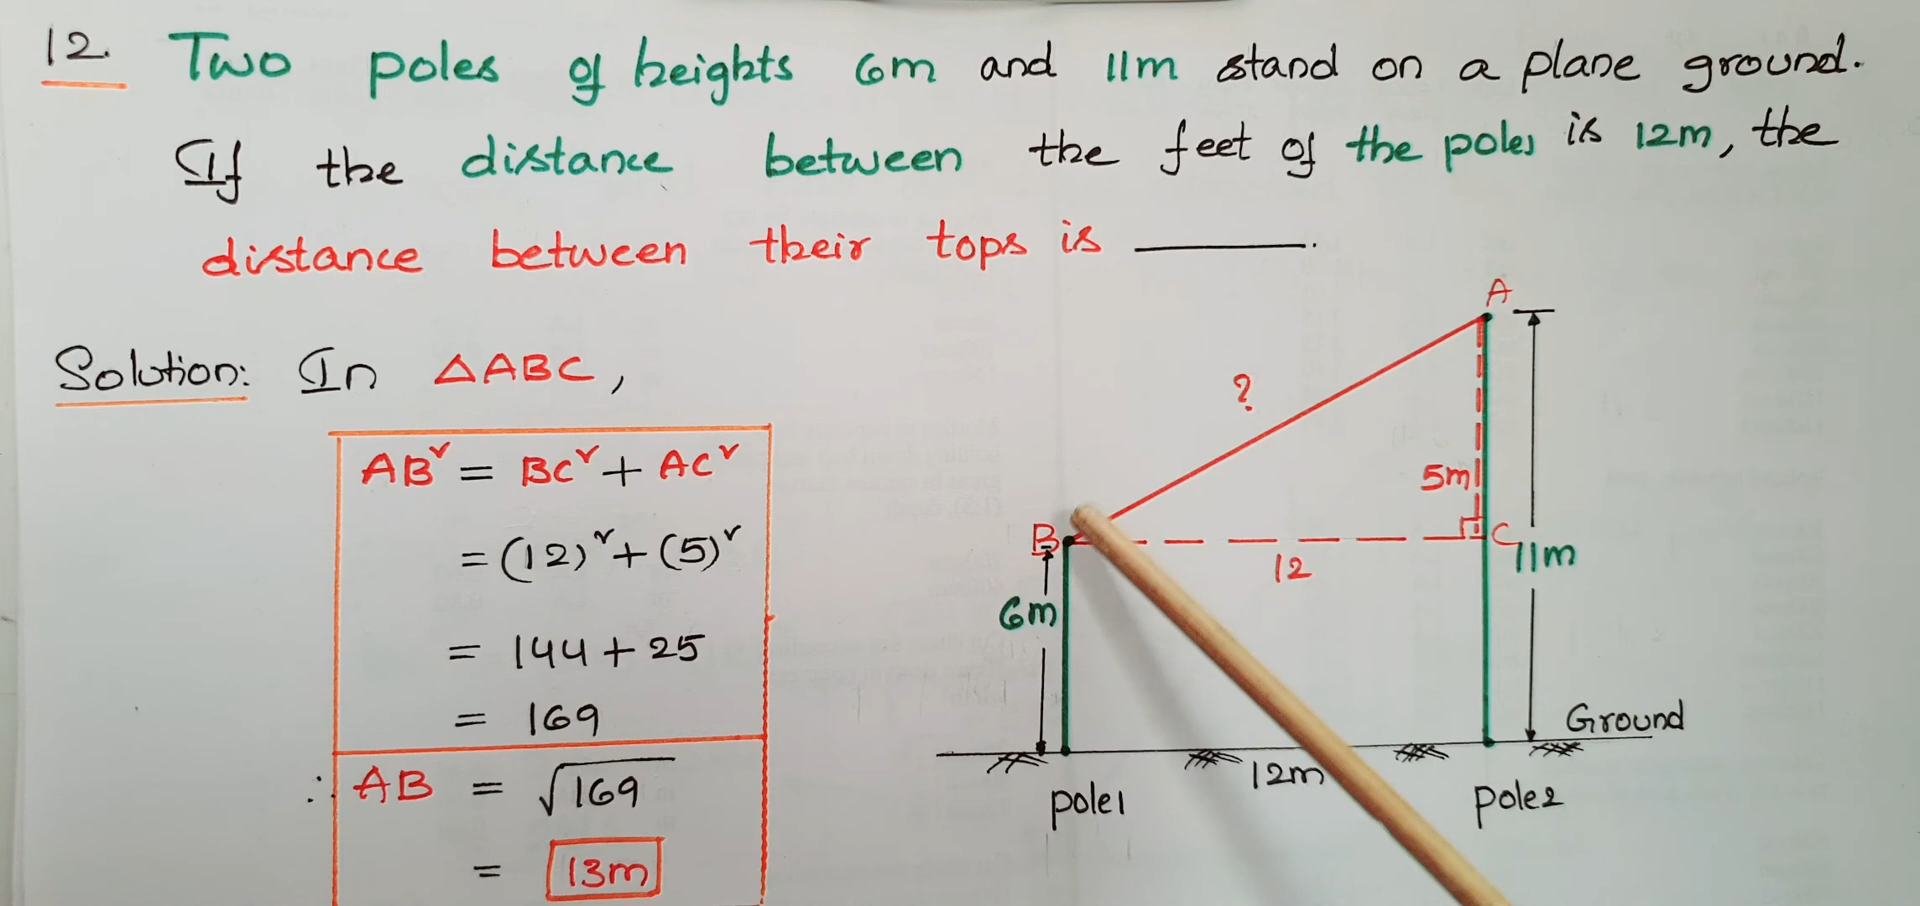 12. Two poles of heights 6m and 11m stand on a plane ground.
If the distance between the feet of the poles is 12m, the
distance between their tops is ______.
Solution: In △ABC,
AB² = BC² + AC²
= (12)² + (5)²
= 144 + 25
= 169
∴ AB = √169
= 13m
A
?
5m
B
C
12
11m
6m
Ground
12m
pole1
pole2